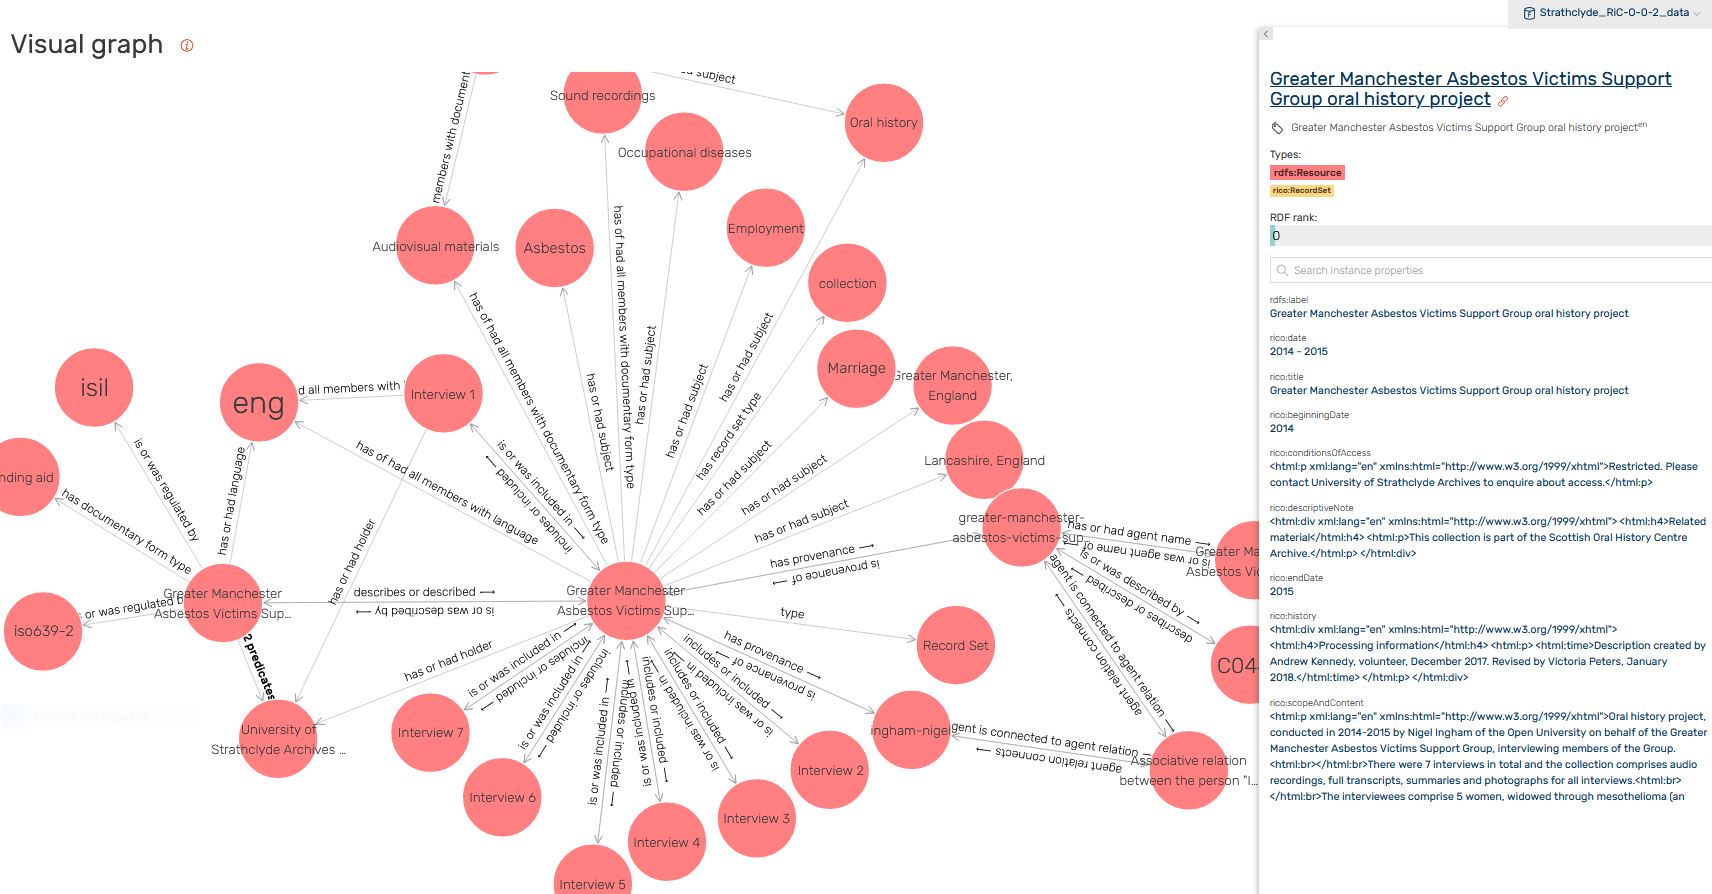 Strathclyde_RiC-O-0-2_data
Visual graph
members with document
subject
Sound recordings
Oral history
Occupational diseases
Audiovisual materials
Asbestos
Employment
collection
Marriage
Greater Manchester,
England
Lancashire, England
isil
eng
d all members with
Interview 1
nding aid
is or was regulated by
has or had language
has documentary form type
has of had all members with language
has of had all members with documentary form type
is or was included in
includes or included
has or had subject
has of had all members with documentary form type
has or had subject
has or had subject
has or had subject
has record set type
has or had subject
has or had subject
has or had subject
has or had holder
greater-manchester-
asbestos-victims-sup...
has or had agent name
is or was agent name of
Greater Ma
Asbestos Vic
is or was described by
describes or described
has provenance
is provenance of
agent is connected to agent relation
agent relation connects
Greater Manchester
Asbestos Victims Sup...
or was regulated b
iso639-2
describes or described
is or was described by
Greater Manchester
Asbestos Victims Sup...
type
Record Set
C04
2 predicates
has or had holder
is or was included in
includes or included
is or was included in
includes or included
is or was included in
includes or included
includes or included
is or was included in
includes or included
is or was included in
includes or included
is or was included in
has provenance
is provenance of
University of
Strathclyde Archives ...
Interview 7
Interview 6
Interview 5
Interview 4
Interview 3
Interview 2
ingham-nigel
gent is connected to agent relation
agent relation connects
Associative relation
between the person "I...
Greater Manchester Asbestos Victims Support
Group oral history project
Greater Manchester Asbestos Victims Support Group oral history project en
Types:
rdfs:Resource
rico:RecordSet
RDF rank:
0
Search instance properties
rdfs:label
Greater Manchester Asbestos Victims Support Group oral history project
rico:date
2014 - 2015
rico:title
Greater Manchester Asbestos Victims Support Group oral history project
rico:beginningDate
2014
rico:conditionsOfAccess
<html:p xml:lang="en" xmlns:html="http://www.w3.org/1999/xhtml">Restricted. Please
contact University of Strathclyde Archives to enquire about access.</html:p>
rico:descriptiveNote
<html:div xml:lang="en" xmlns:html="http://www.w3.org/1999/xhtml"> <html:h4>Related
material</html:h4> <html:p>This collection is part of the Scottish Oral History Centre
Archive.</html:p> </html:div>
rico:endDate
2015
rico:history
<html:div xml:lang="en" xmlns:html="http://www.w3.org/1999/xhtml">
<html:h4>Processing information</html:h4> <html:p> <html:time>Description created by
Andrew Kennedy, volunteer, December 2017. Revised by Victoria Peters, January
2018.</html:time> </html:p> </html:div>
rico:scopeAndContent
<html:p xml:lang="en" xmlns:html="http://www.w3.org/1999/xhtml">Oral history project,
conducted in 2014-2015 by Nigel Ingham of the Open University on behalf of the Greater
Manchester Asbestos Victims Support Group, interviewing members of the Group.
<html:br></html:br>There were 7 interviews in total and the collection comprises audio
recordings, full transcripts, summaries and photographs for all interviews.<html:br>
</html:br>The interviewees comprise 5 women, widowed through mesothelioma (an